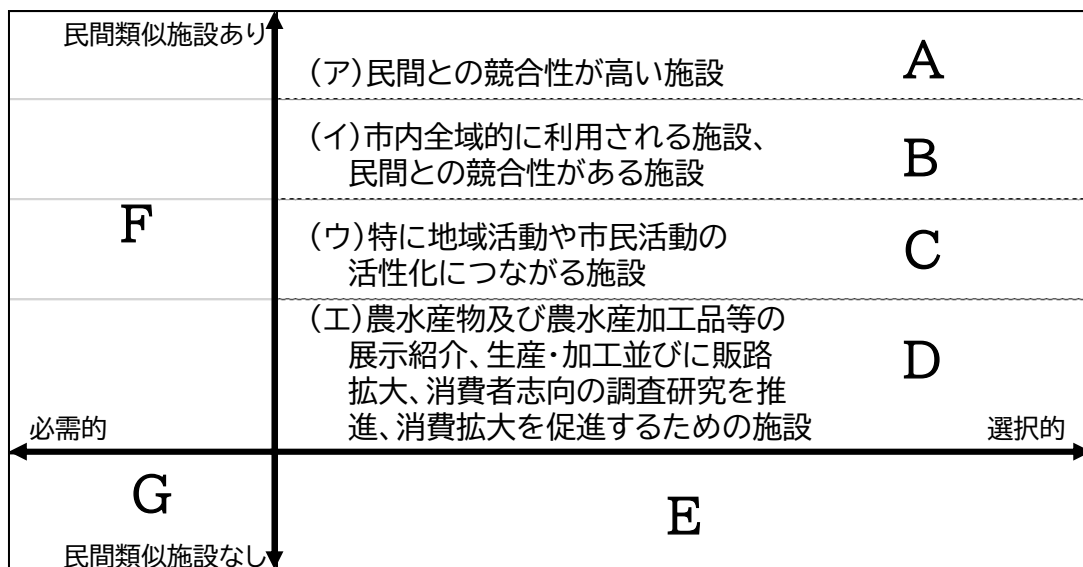 民間類似施設あり
(ア)民間との競合性が高い施設
A
(イ)市内全域的に利用される施設、
民間との競合性がある施設
B
F
(ウ)特に地域活動や市民活動の
活性化につながる施設
C
(エ)農水産物及び農水産加工品等の
展示紹介、生産・加工並びに販路
拡大、消費者志向の調査研究を推
進、消費拡大を促進するための施設
D
必需的
選択的
G
E
民間類似施設なし